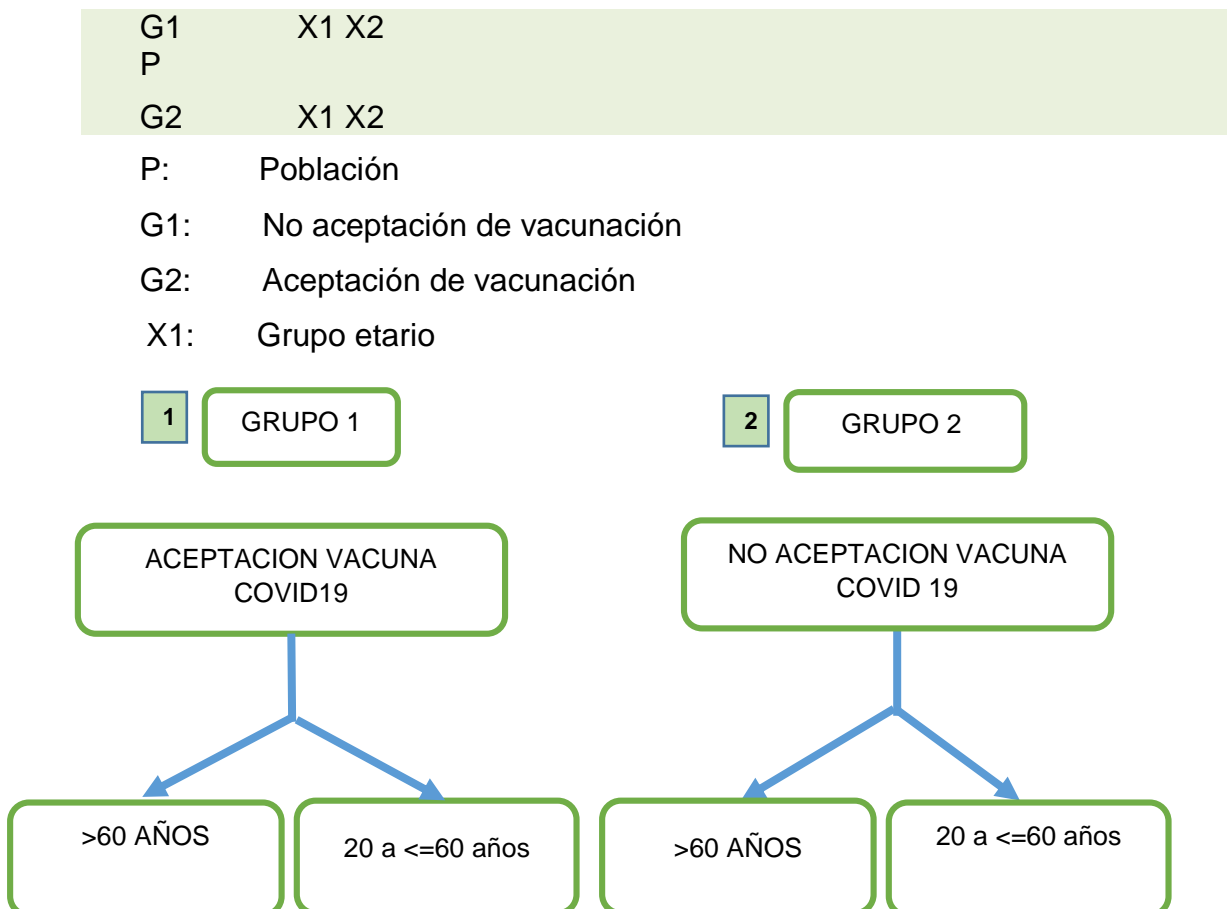 G1 X1 X2
P
G2 X1 X2
P: Población
G1: No aceptación de vacunación
G2: Aceptación de vacunación
X1: Grupo etario
1 GRUPO 1
2 GRUPO 2
ACEPTACION VACUNA
COVID19
NO ACEPTACION VACUNA
COVID 19
>60 AÑOS
20 a <=60 años
>60 AÑOS
20 a <=60 años